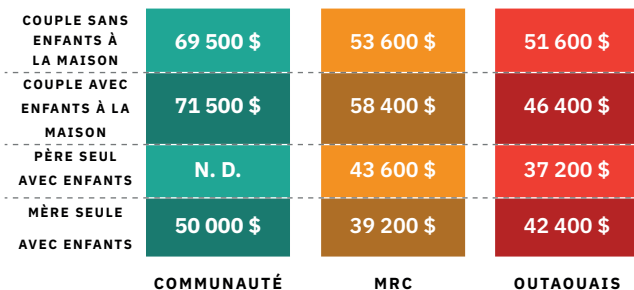 COUPLE SANS
ENFANTS À
LA MAISON
69 500 $
53 600 $
51 600 $
COUPLE AVEC
ENFANTS À LA
MAISON
71 500 $
58 400 $
46 400 $
PÈRE SEUL
AVEC ENFANTS
N. D.
43 600 $
37 200 $
MÈRE SEULE
AVEC ENFANTS
50 000 $
39 200 $
42 400 $
COMMUNAUTÉ
MRC
OUTAOUAIS